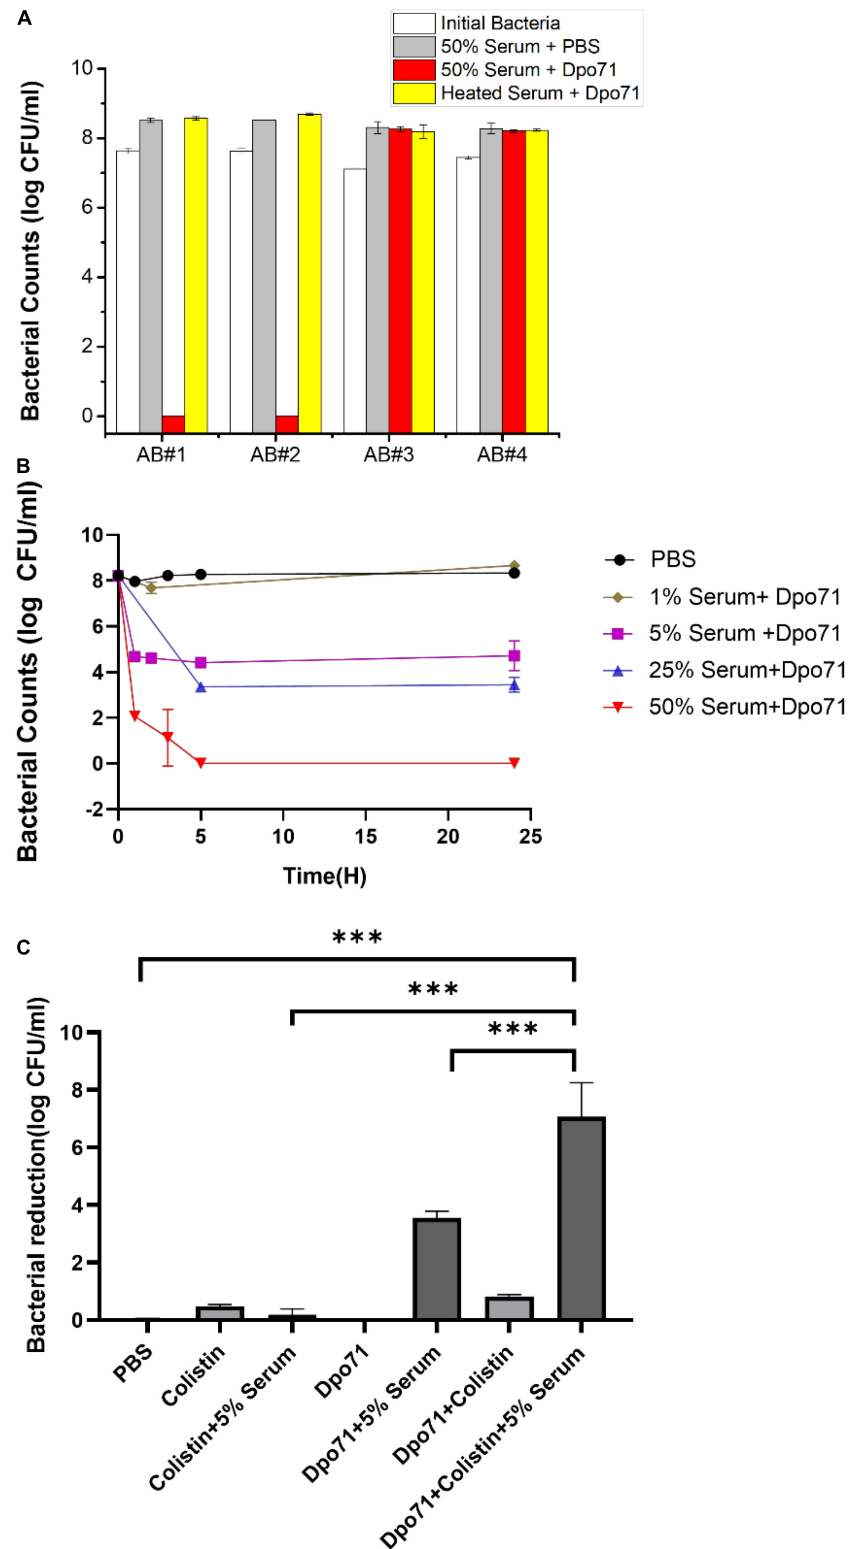 A
Initial Bacteria
50% Serum + PBS
50% Serum + Dpo71
Heated Serum + Dpo71
Bacterial Counts (log CFU/ml)
10
8
6
4
2
0
AB#1 AB#2 AB#3 AB#4
B
Bacterial Counts (log CFU/ml)
10
8
6
4
2
0
-2
0 5 10 15 20 25
Time(H)
PBS
1% Serum+ Dpo71
5% Serum +Dpo71
25% Serum+Dpo71
50% Serum+Dpo71
C
***
***
***
Bacterial reduction(log CFU/ml)
10
8
6
4
2
0
PBS
Colistin
Colistin+5% Serum
Dpo71
Dpo71+5% Serum
Dpo71+Colistin
Dpo71+Colistin+5% Serum